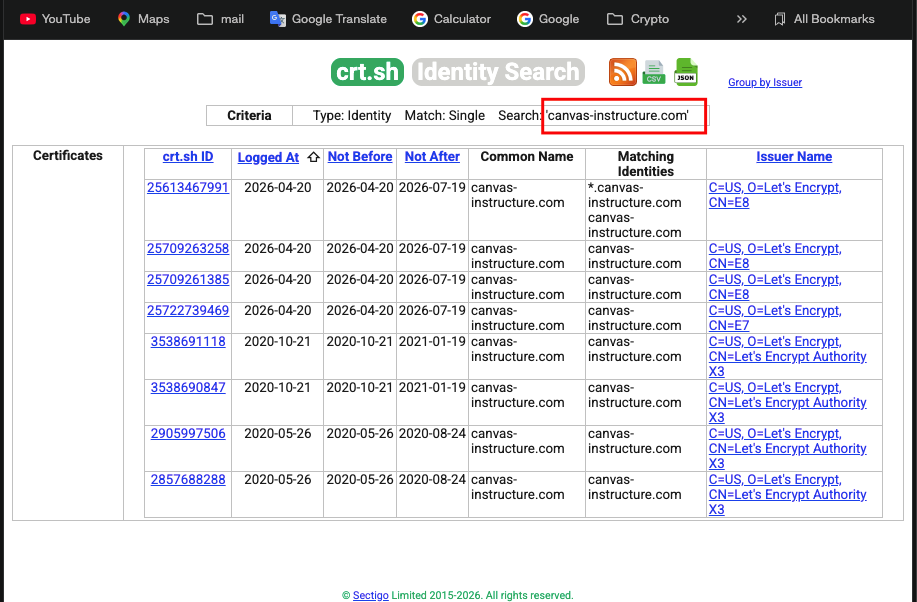 YouTube Maps mail Google Translate Calculator Google Crypto » All Bookmarks
crt.sh Identity Search CSV JSON Group by Issuer
Criteria Type: Identity Match: Single Search: 'canvas-instructure.com'
Certificates
crt.sh ID Logged At Not Before Not After Common Name Matching Identities Issuer Name
25613467991 2026-04-20 2026-04-20 2026-07-19 canvas-instructure.com *.canvas-instructure.com canvas-instructure.com C=US, O=Let's Encrypt, CN=E8
25709263258 2026-04-20 2026-04-20 2026-07-19 canvas-instructure.com canvas-instructure.com C=US, O=Let's Encrypt, CN=E8
25709261385 2026-04-20 2026-04-20 2026-07-19 canvas-instructure.com canvas-instructure.com C=US, O=Let's Encrypt, CN=E8
25722739469 2026-04-20 2026-04-20 2026-07-19 canvas-instructure.com canvas-instructure.com C=US, O=Let's Encrypt, CN=E7
3538691118 2020-10-21 2020-10-21 2021-01-19 canvas-instructure.com canvas-instructure.com C=US, O=Let's Encrypt, CN=Let's Encrypt Authority X3
3538690847 2020-10-21 2020-10-21 2021-01-19 canvas-instructure.com canvas-instructure.com C=US, O=Let's Encrypt, CN=Let's Encrypt Authority X3
2905997506 2020-05-26 2020-05-26 2020-08-24 canvas-instructure.com canvas-instructure.com C=US, O=Let's Encrypt, CN=Let's Encrypt Authority X3
2857688288 2020-05-26 2020-05-26 2020-08-24 canvas-instructure.com canvas-instructure.com C=US, O=Let's Encrypt, CN=Let's Encrypt Authority X3
© Sectigo Limited 2015-2026. All rights reserved.